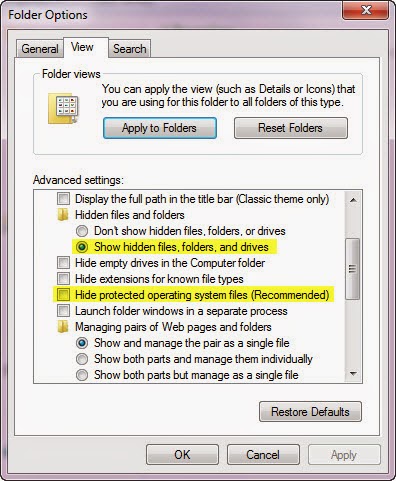 Folder Options
General View Search
Folder views
You can apply the view (such as Details or Icons) that
you are using for this folder to all folders of this type.
Apply to Folders Reset Folders
Advanced settings:
Display the full path in the title bar (Classic theme only)
Hidden files and folders
Don't show hidden files, folders, or drives
Show hidden files, folders, and drives
Hide empty drives in the Computer folder
Hide extensions for known file types
Hide protected operating system files (Recommended)
Launch folder windows in a separate process
Managing pairs of Web pages and folders
Show and manage the pair as a single file
Show both parts and manage them individually
Show both parts but manage as a single file
Restore Defaults
OK Cancel Apply